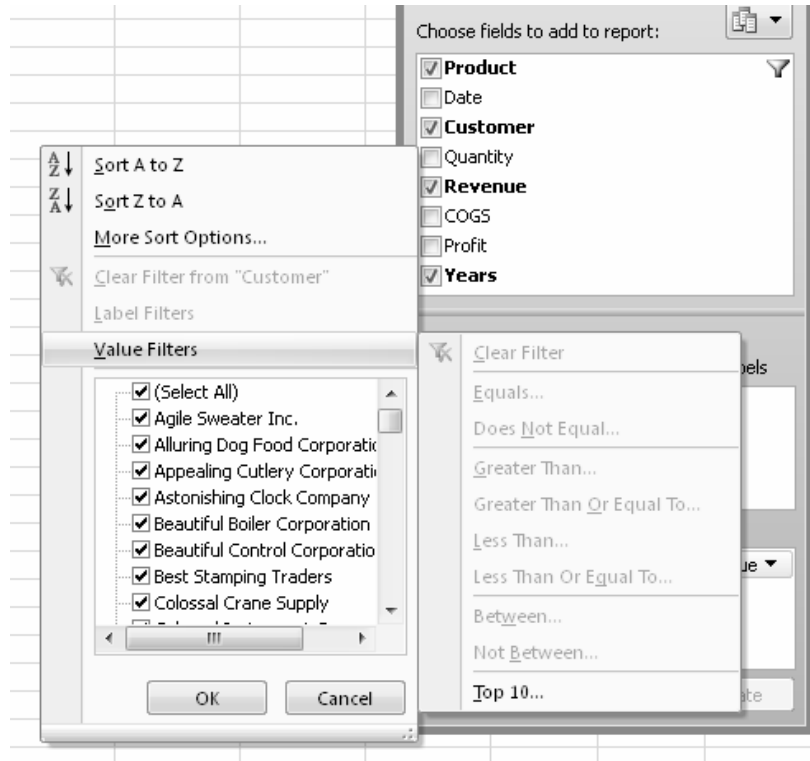 Choose fields to add to report:
Product
Date
Customer
Quantity
Revenue
COGS
Profit
Years
Sort A to Z
Sort Z to A
More Sort Options...
Clear Filter from "Customer"
Label Filters
Value Filters
(Select All)
Agile Sweater Inc.
Alluring Dog Food Corporatio
Appealing Cutlery Corporati
Astonishing Clock Company
Beautiful Boiler Corporation
Beautiful Control Corporatio
Best Stamping Traders
Colossal Crane Supply
OK Cancel
Clear Filter
Equals...
Does Not Equal...
Greater Than...
Greater Than Or Equal To...
Less Than...
Less Than Or Equal To...
Between...
Not Between...
Top 10...